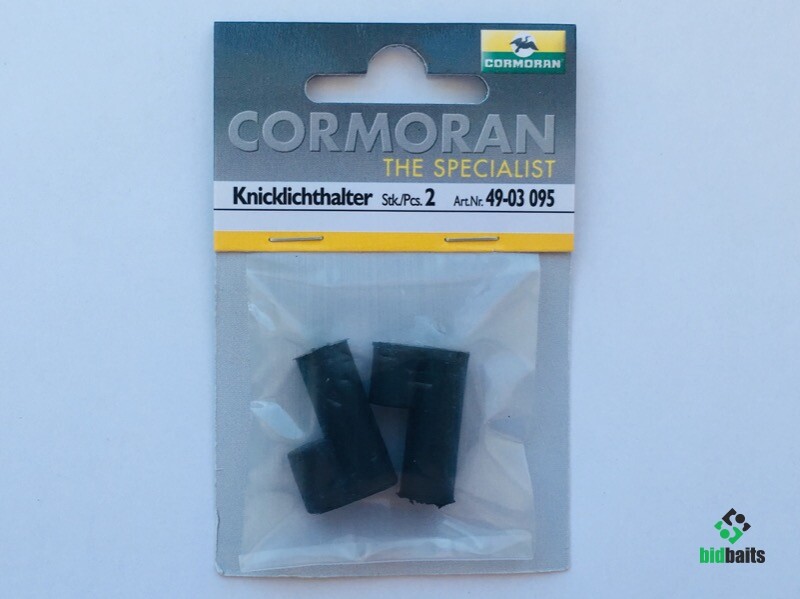 CORMORAN
CORMORAN
THE SPECIALIST
Knicklichthalter Stk./Pcs. 2 Art.Nr. 49-03 095
bidbaits